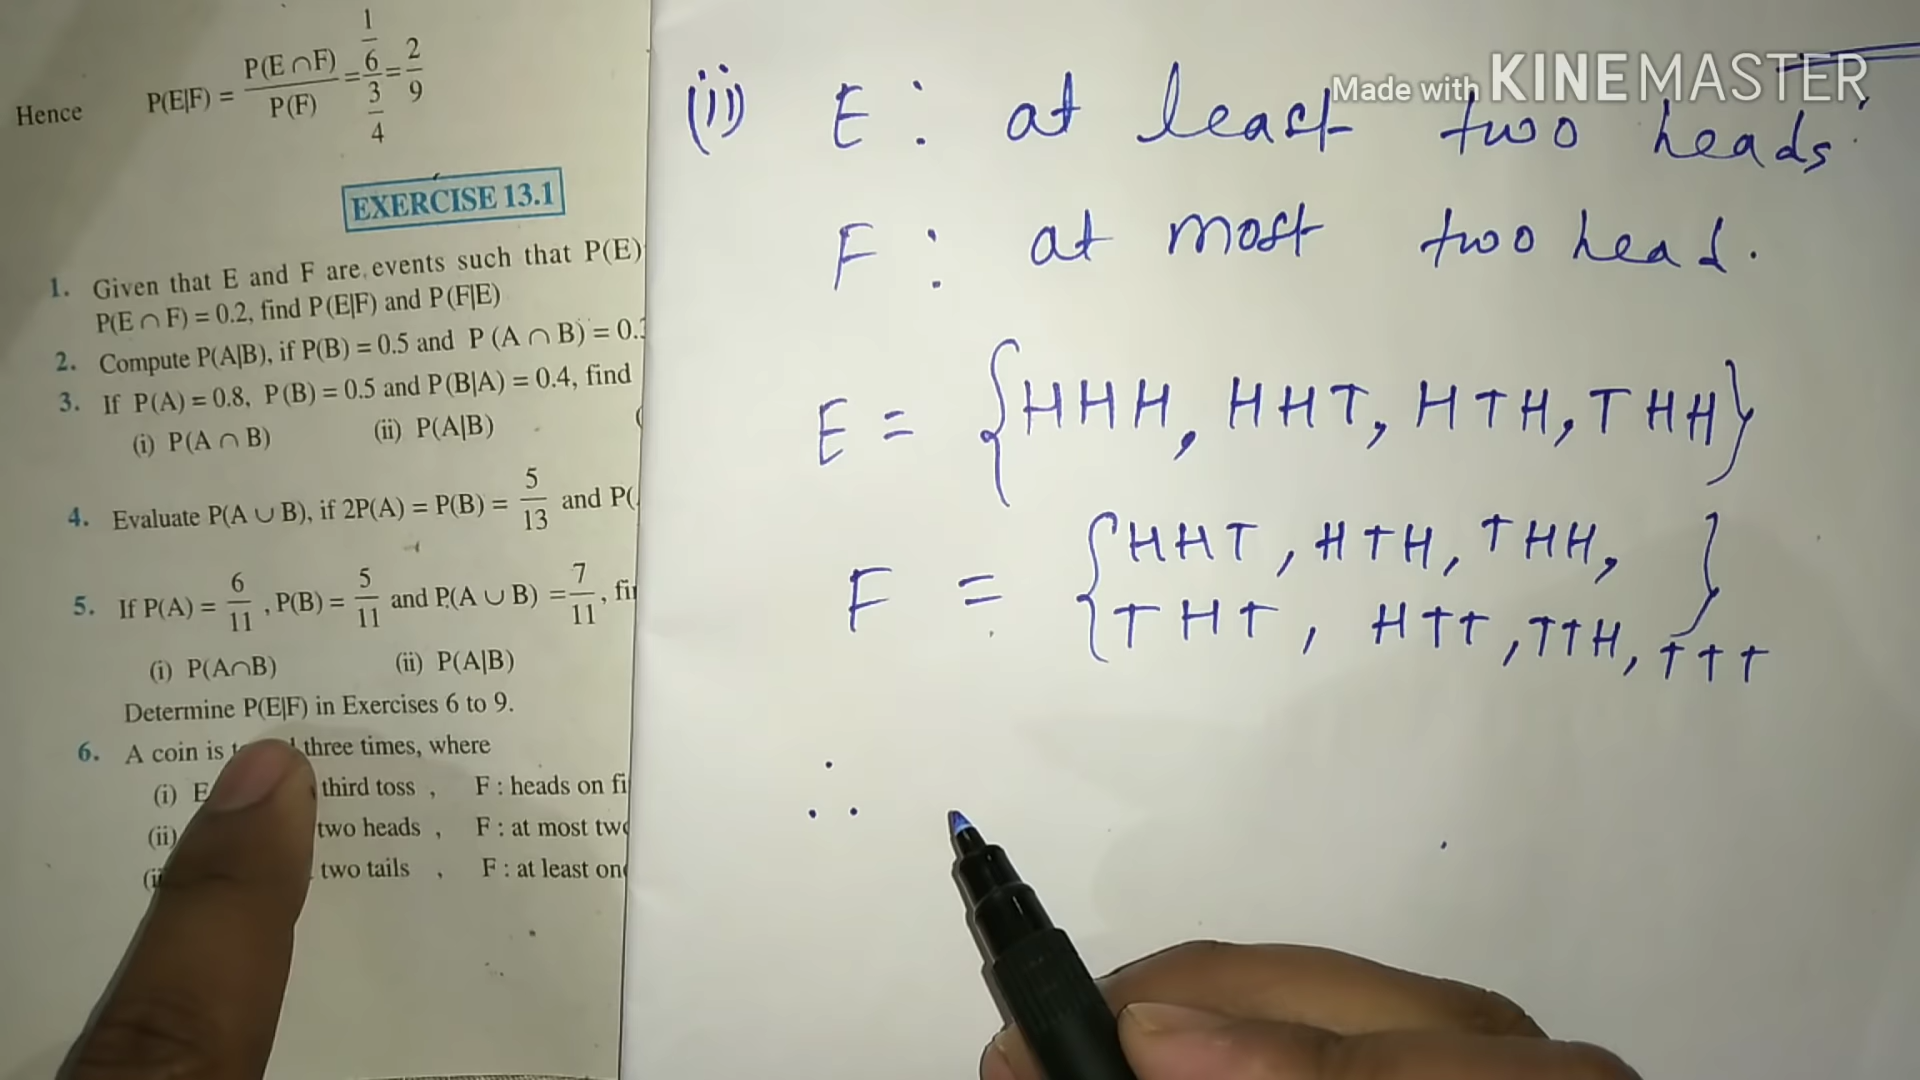 Hence P(E|F) = P(E ∩ F) / P(F) = 1/6 / 3/4 = 2/9
EXERCISE 13.1
1. Given that E and F are events such that P(E)
P(E ∩ F) = 0.2, find P(E|F) and P(F|E)
2. Compute P(A|B), if P(B) = 0.5 and P (A ∩ B) = 0.3
3. If P(A) = 0.8, P(B) = 0.5 and P(B|A) = 0.4, find
(i) P(A ∩ B) (ii) P(A|B) (
4. Evaluate P(A ∪ B), if 2P(A) = P(B) = 5/13 and P(
5. If P(A) = 6/11, P(B) = 5/11 and P(A ∪ B) = 7/11,
(i) P(A∩B) (ii) P(A|B)
Determine P(E|F) in Exercises 6 to 9.
6. A coin is three times, where
(i) E third toss , F : heads on
(ii) two heads , F : at most
two tails , F : at least
Made with KINEMASTER
(ii) E : at least two heads
F : at most two head.
E = {HHH, HHT, HTH, THH}
F = {HHT, HTH, THH,
THT, HTT, TTH, TTT}
∴